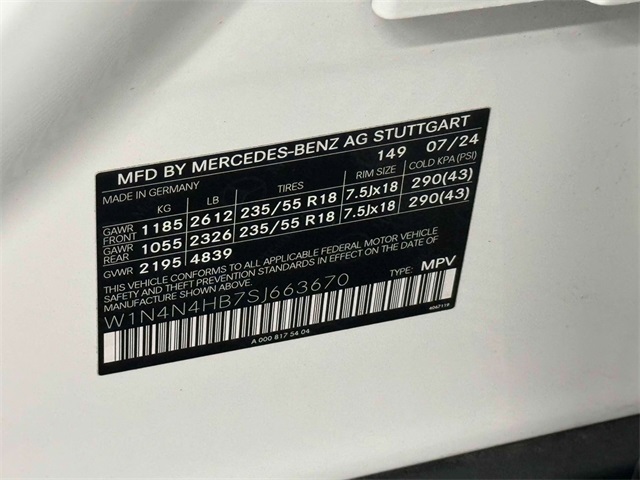 MFD BY MERCEDES-BENZ AG STUTTGART
MADE IN GERMANY 149 07/24
KG LB TIRES RIM SIZE COLD KPA(PSI)
GAWR FRONT 1185 2612 235/55 R18 7.5Jx18 290(43)
GAWR REAR 1055 2326 235/55 R18 7.5Jx18 290(43)
GVWR 2195 4839
THIS VEHICLE CONFORMS TO ALL APPLICABLE FEDERAL MOTOR VEHICLE
SAFETY AND THEFT PREVENTION STANDARDS IN EFFECT ON THE DATE OF
MANUFACTURE SHOWN ABOVE.
W1N4N4HB7SJ663670 TYPE: MPV
A 000 817 54 04